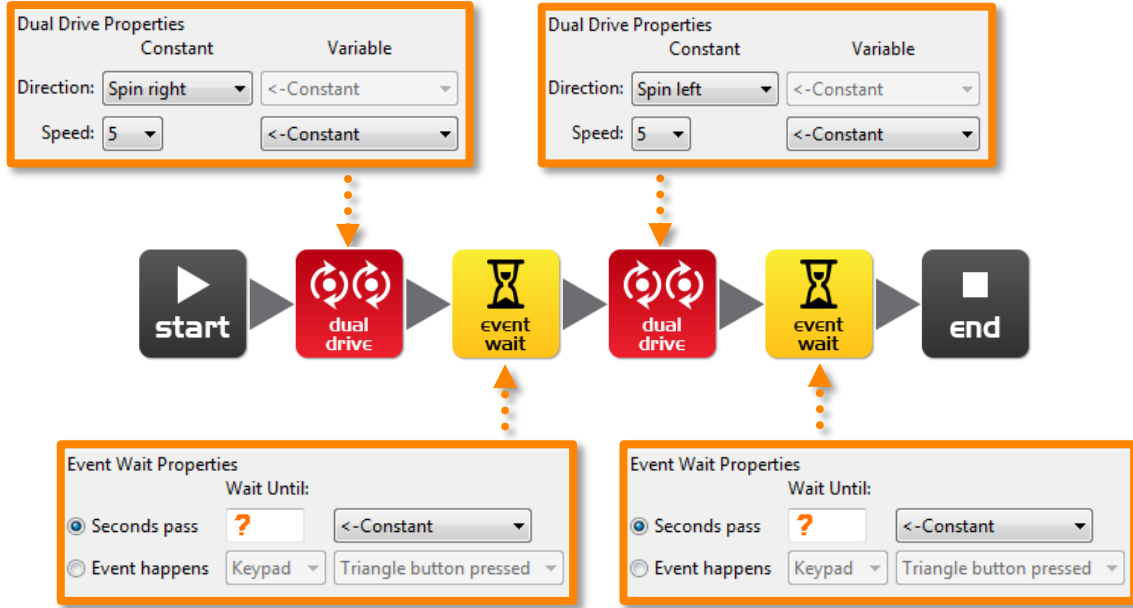 Dual Drive Properties
Constant Variable
Direction: Spin right <-Constant
Speed: 5 <-Constant
Dual Drive Properties
Constant Variable
Direction: Spin left <-Constant
Speed: 5 <-Constant
start
dual
drive
event
wait
dual
drive
event
wait
end
Event Wait Properties
Wait Until:
Seconds pass ? <-Constant
Event happens Keypad Triangle button pressed
Event Wait Properties
Wait Until:
Seconds pass ? <-Constant
Event happens Keypad Triangle button pressed